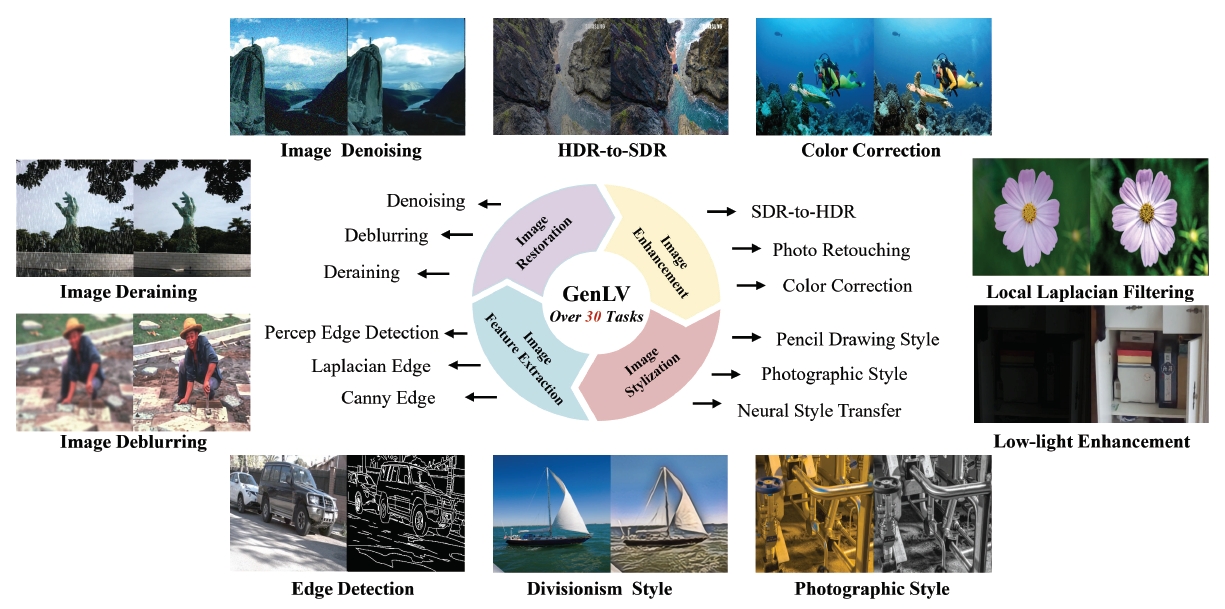 SAMSUNG
SAMSUNG
Image Denoising
HDR-to-SDR
Color Correction
Image Deraining
Image Deblurring
Denoising
Deblurring
Deraining
Percep Edge Detection
Laplacian Edge
Canny Edge
Image
Restoration
Image
Enhancement
GenLV
Over 30 Tasks
Image
Feature Extraction
Image
Stylization
SDR-to-HDR
Photo Retouching
Color Correction
Pencil Drawing Style
Photographic Style
Neural Style Transfer
Local Laplacian Filtering
Low-light Enhancement
Edge Detection
Divisionism Style
Photographic Style